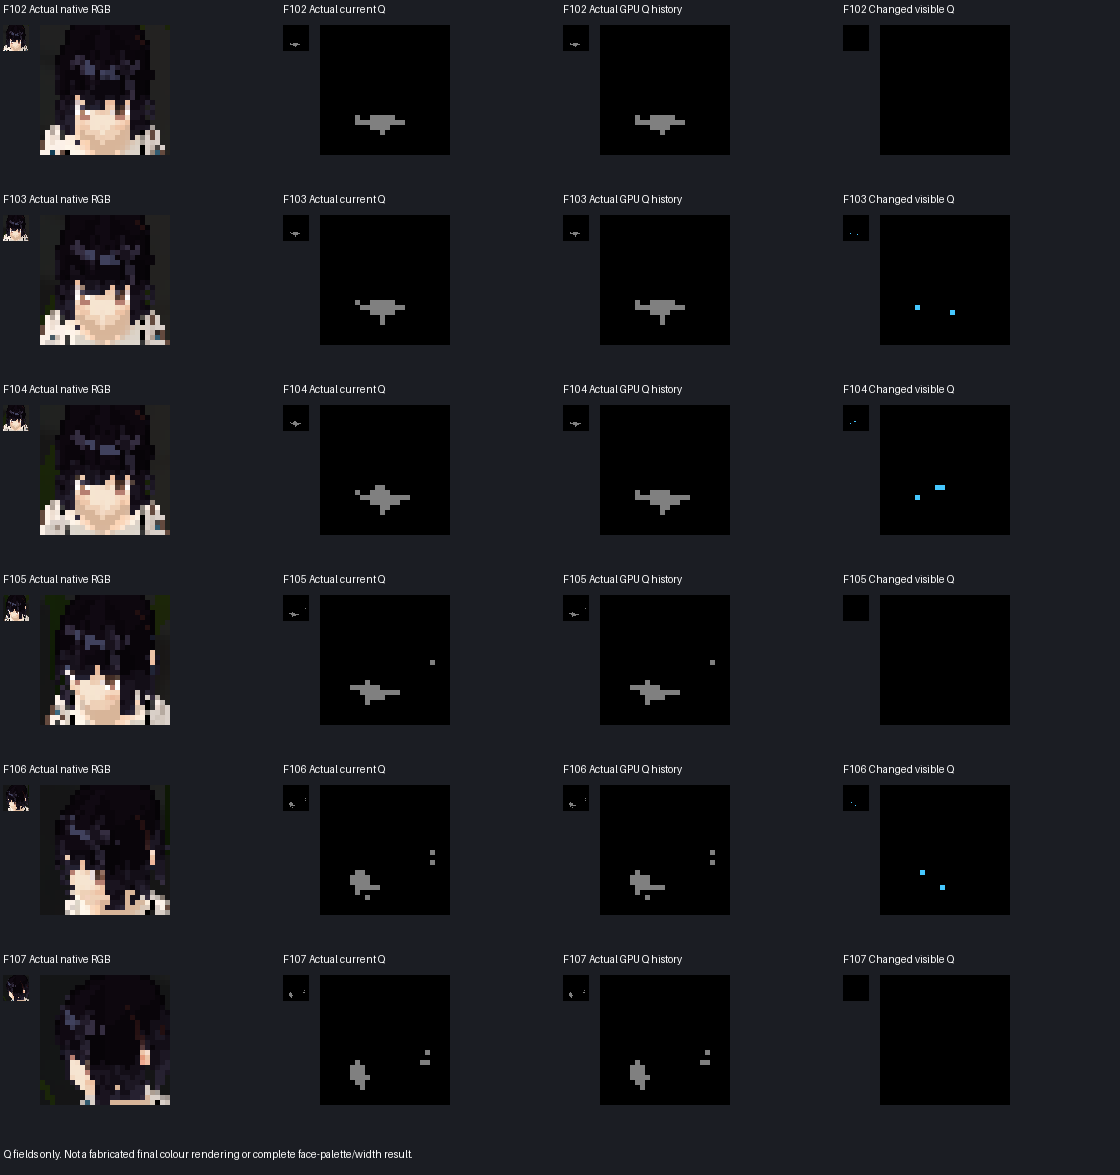 F102 Actual native RGB
F102 Actual current Q
F102 Actual GPU Q history
F102 Changed visible Q
F103 Actual native RGB
F103 Actual current Q
F103 Actual GPU Q history
F103 Changed visible Q
F104 Actual native RGB
F104 Actual current Q
F104 Actual GPU Q history
F104 Changed visible Q
F105 Actual native RGB
F105 Actual current Q
F105 Actual GPU Q history
F105 Changed visible Q
F106 Actual native RGB
F106 Actual current Q
F106 Actual GPU Q history
F106 Changed visible Q
F107 Actual native RGB
F107 Actual current Q
F107 Actual GPU Q history
F107 Changed visible Q
Q fields only. Not a fabricated final colour rendering or complete face-palette/width result.